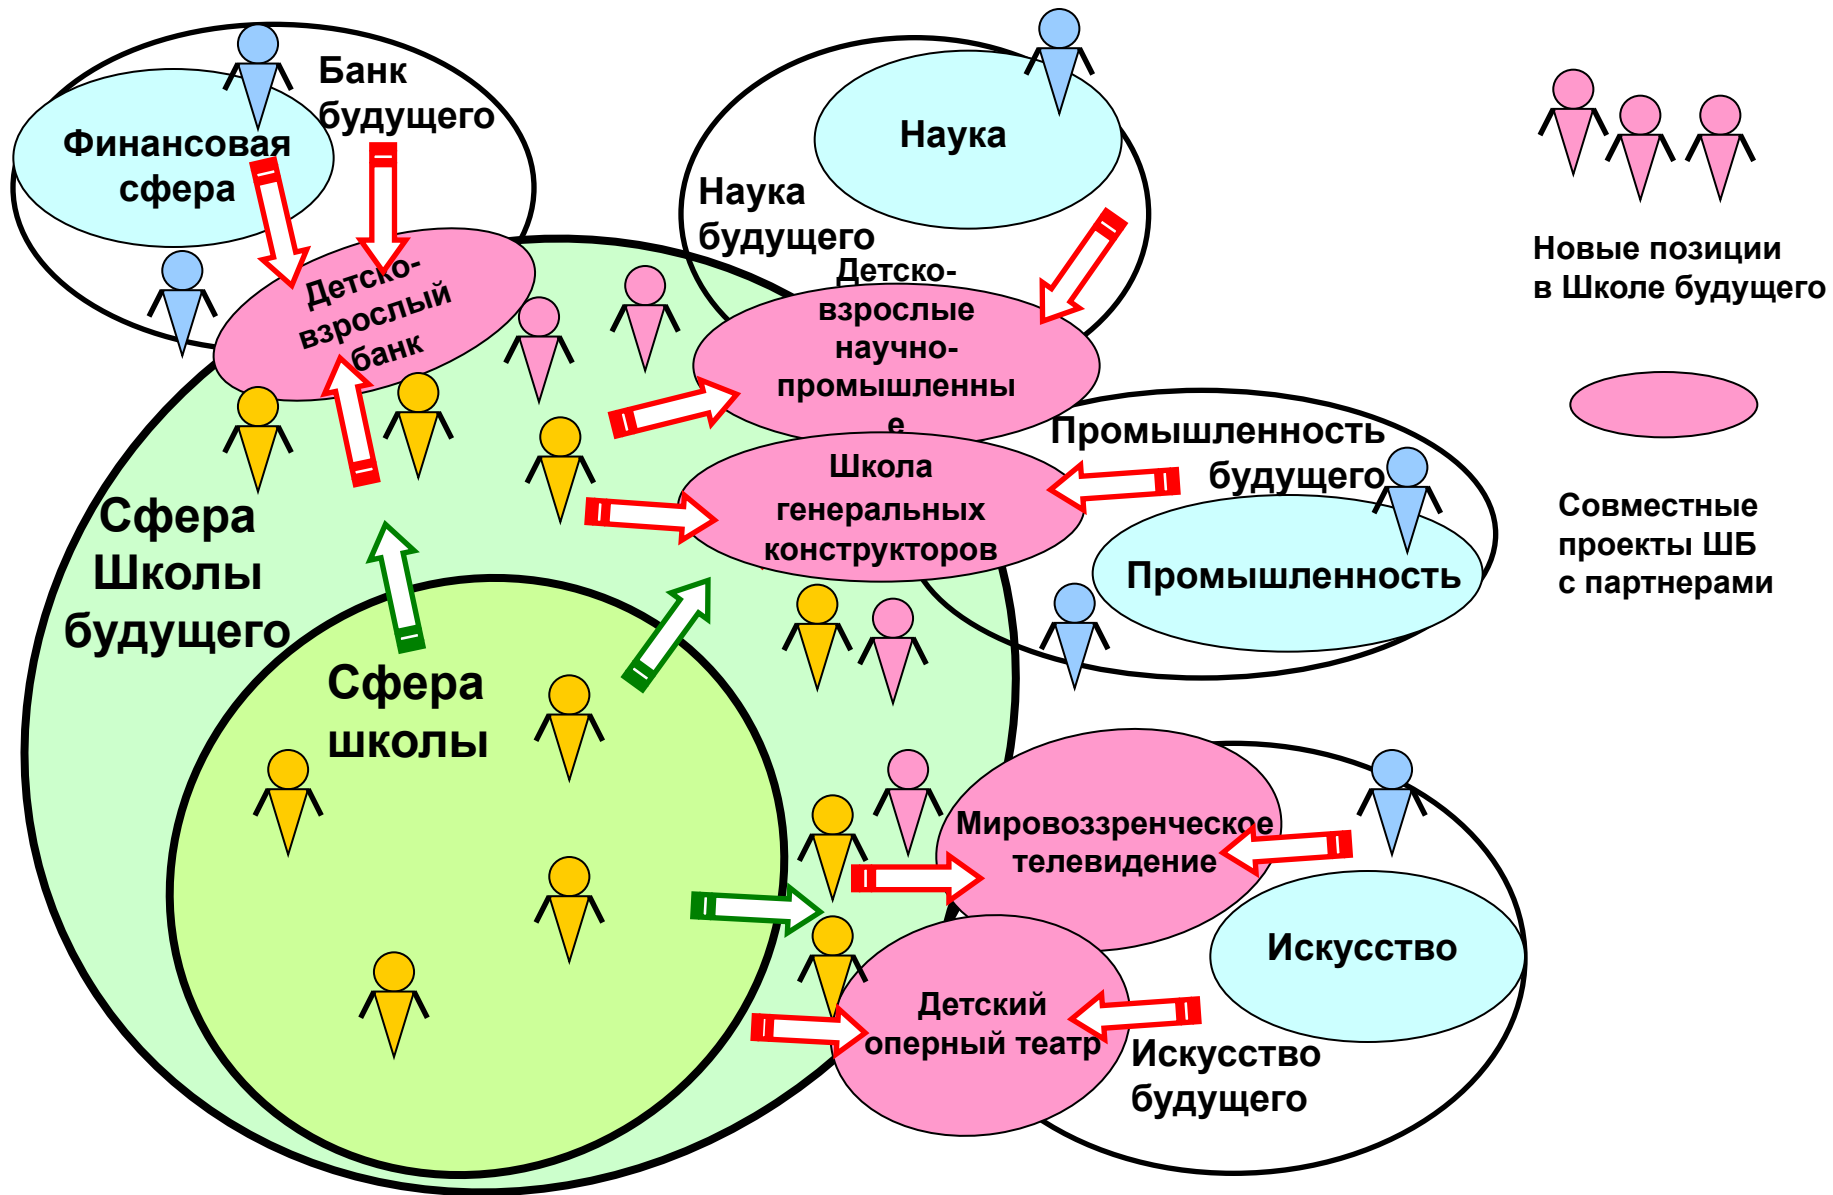 Банк
будущего
Финансовая
сфера
Детско-
взрослый
банк
Наука
Наука
будущего
Детско-
взрослые
научно-
промышленны
е
Школа
генеральных
конструкторов
Промышленность
будущего
Промышленность
Новые позиции
в Школе будущего
Совместные
проекты ШБ
с партнерами
Сфера
Школы
будущего
Сфера
школы
Мировоззренческое
телевидение
Искусство
Детский
оперный театр
Искусство
будущего